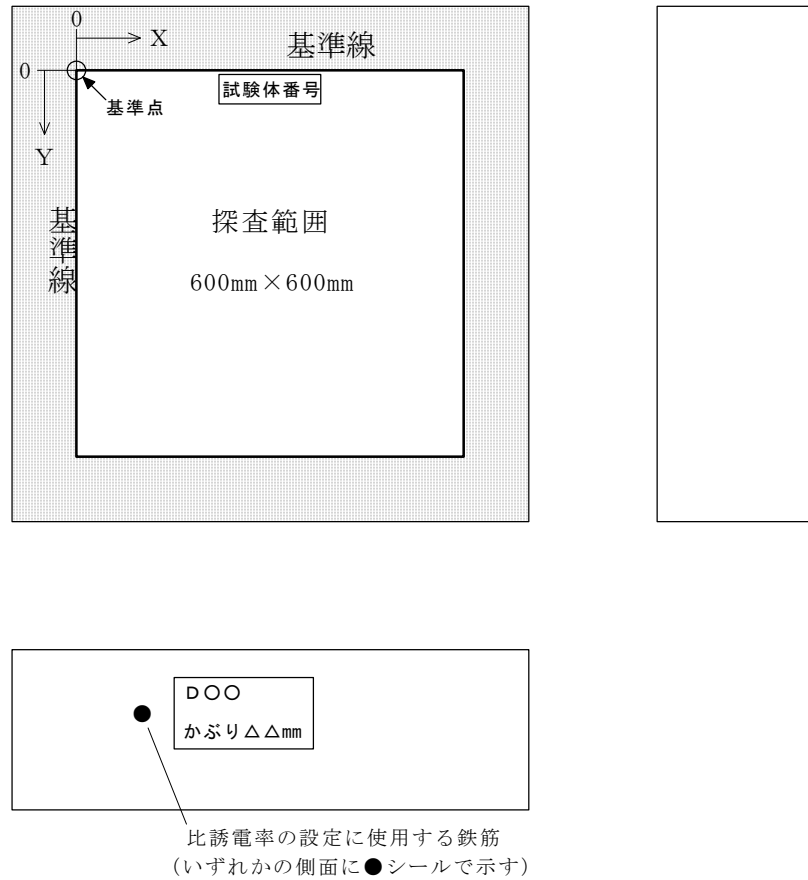 0
X
基準線
0
試験体番号
基準点
Y
基準線
探査範囲
600mm×600mm
D○○
かぶり△△mm
比誘電率の設定に使用する鉄筋
(いずれかの側面に●シールで示す)